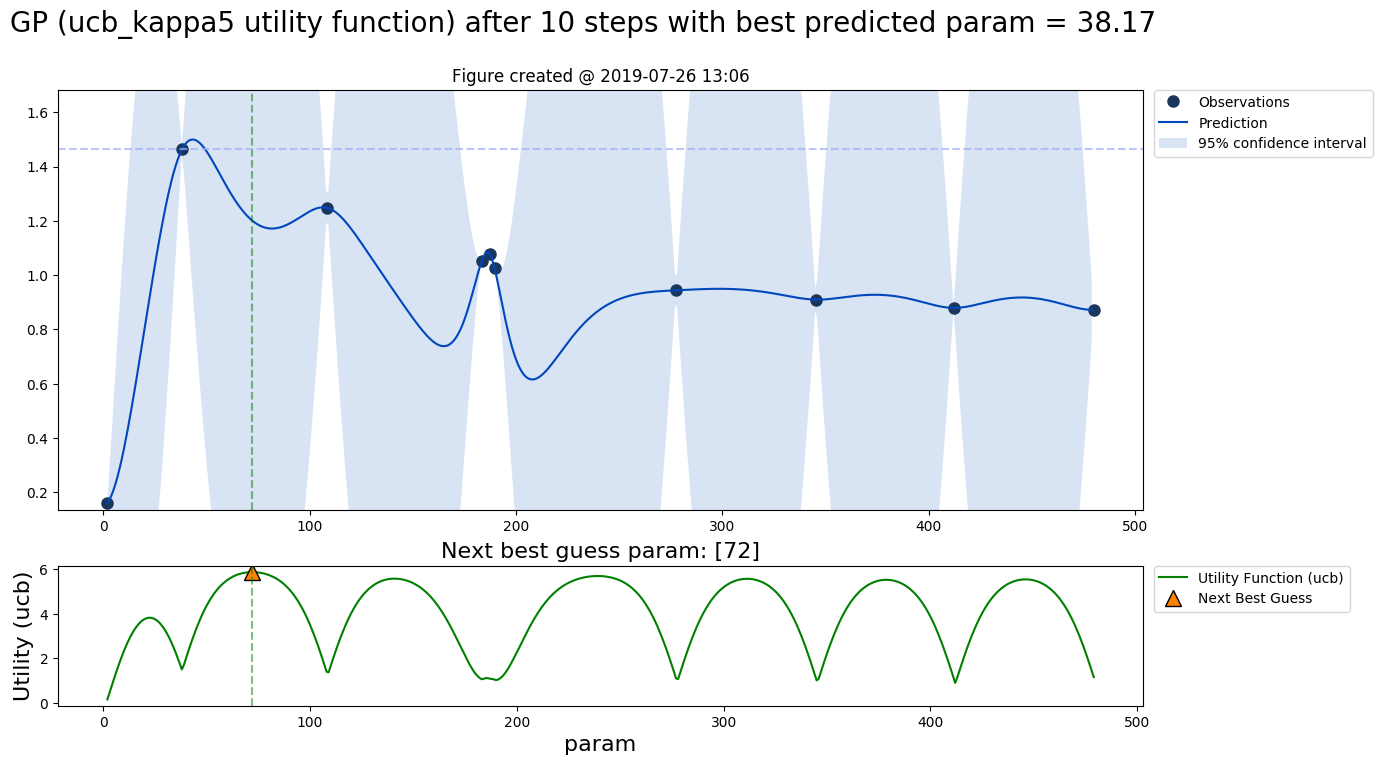 GP (ucb_kappa5 utility function) after 10 steps with best predicted param = 38.17
Figure created @ 2019-07-26 13:06
1.6
1.4
1.2
1.0
0.8
0.6
0.4
0.2
0 100 200 300 400 500
Observations
Prediction
95% confidence interval
Next best guess param: [72]
Utility (ucb)
6
4
2
0
0 100 200 300 400 500
param
Utility Function (ucb)
Next Best Guess